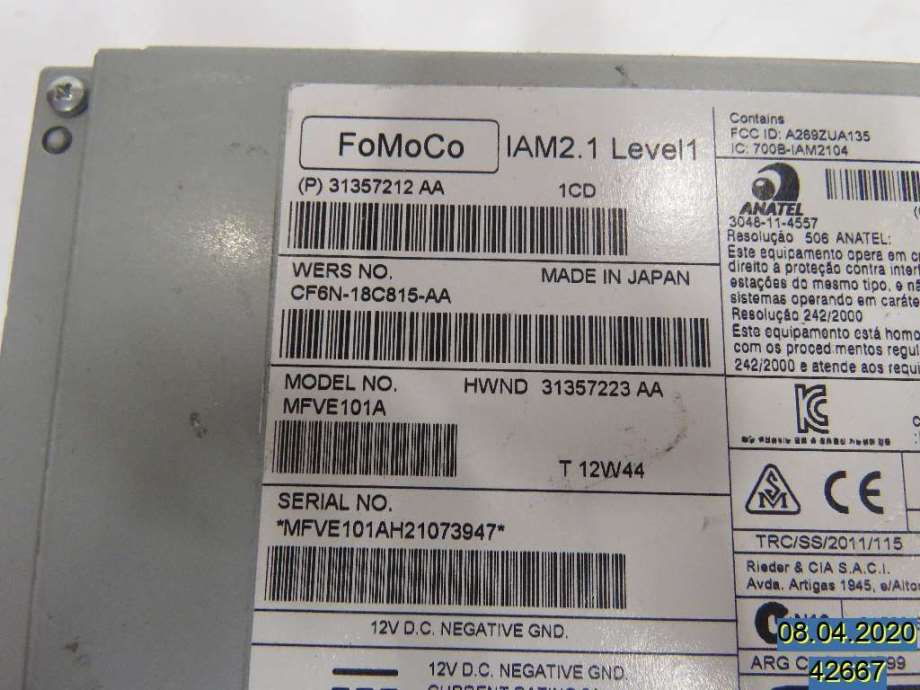 FoMoCo IAM2.1 Level1
(P) 31357212 AA 1CD
WERS NO. MADE IN JAPAN
CF6N-18C815-AA
MODEL NO. HWND 31357223 AA
MFVE101A
T 12W44
SERIAL NO.
*MFVE101AH21073947*
12V D.C. NEGATIVE GND.
12V D.C. NEGATIVE GND
Contains
FCC ID: A269ZUA135
IC: 700B-IAM2104
ANATEL
3048-11-4557
Resolução 506 ANATEL:
Este equipamento opera em
direito à proteção contra
estações do mesmo tipo, e
sistemas operando em
Resolução 242/2000
Este equipamento está
com os procedimentos
242/2000 e atende aos
CE
TRC/SS/2011/115
Rieder & CIA S.A.C.I.
Avda. Artigas 1945,
08.04.2020
ARG
42667